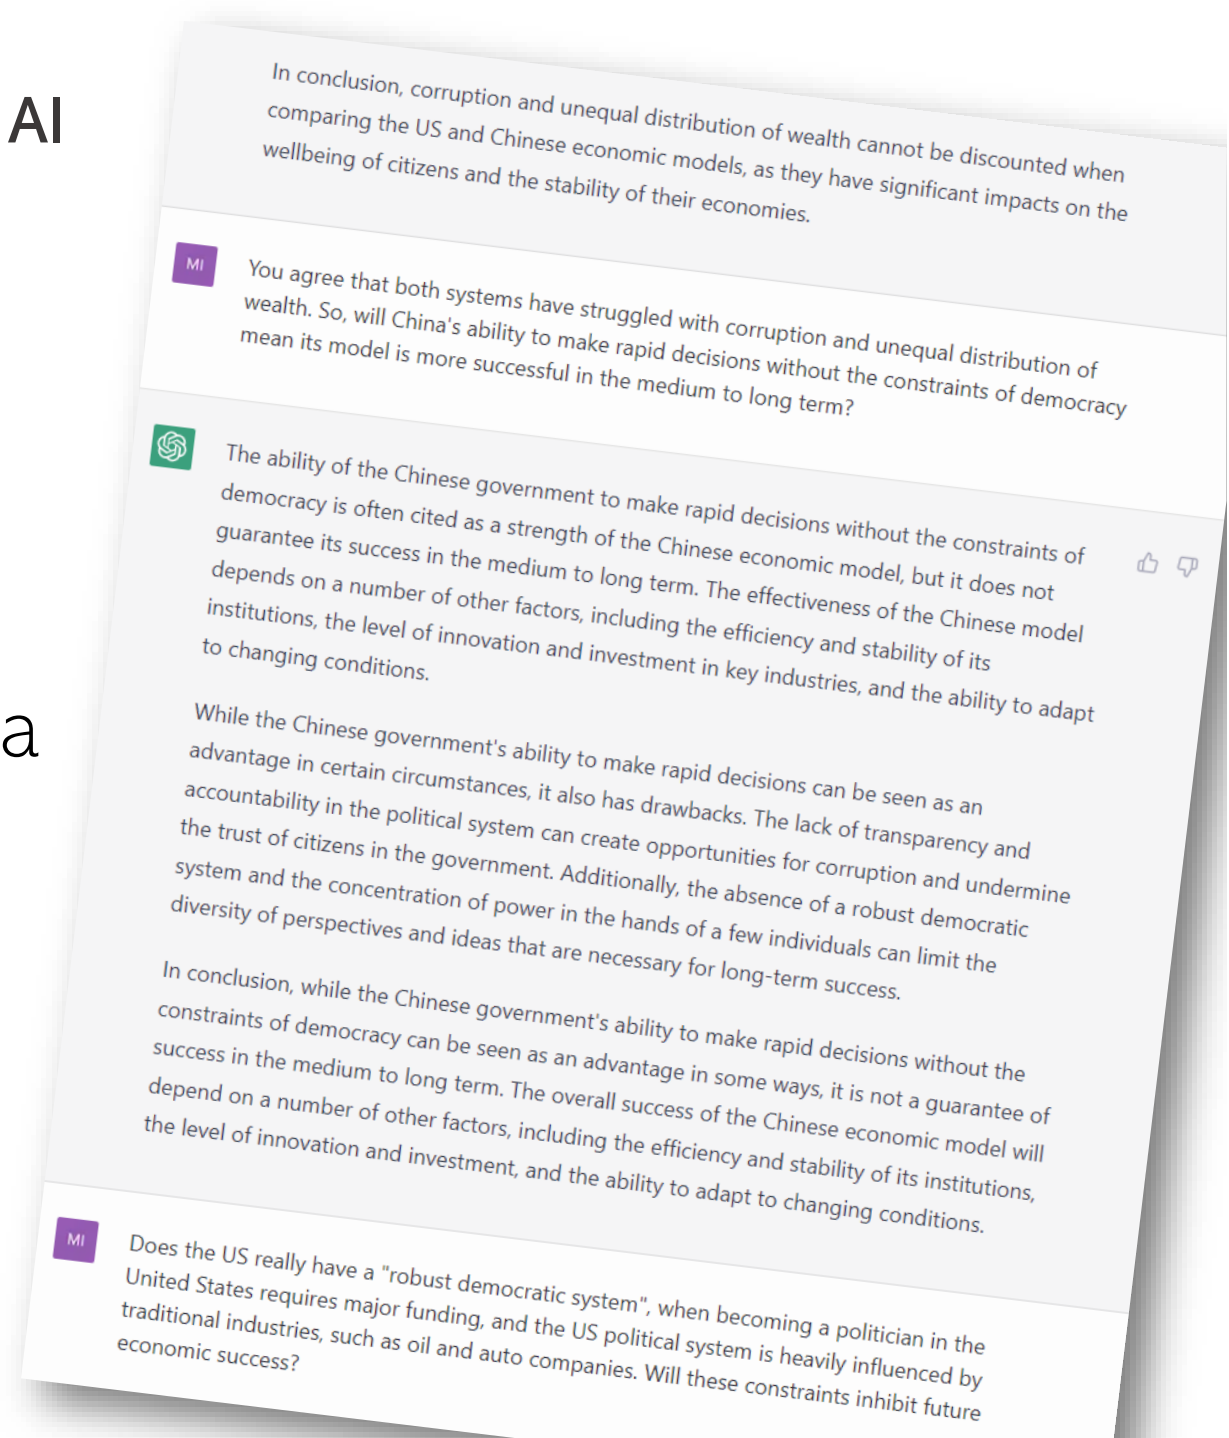 AI
In conclusion, corruption and unequal distribution of wealth cannot be discounted when
comparing the US and Chinese economic models, as they have significant impacts on the
wellbeing of citizens and the stability of their economies.
MI
You agree that both systems have struggled with corruption and unequal distribution of
wealth. So, will China's ability to make rapid decisions without the constraints of democracy
mean its model is more successful in the medium to long term?
The ability of the Chinese government to make rapid decisions without the constraints of
democracy is often cited as a strength of the Chinese economic model, but it does not
guarantee its success in the medium to long term. The effectiveness of the Chinese model
depends on a number of other factors, including the efficiency and stability of its
institutions, the level of innovation and investment in key industries, and the ability to adapt
to changing conditions.
a
While the Chinese government's ability to make rapid decisions can be seen as an
advantage in certain circumstances, it also has drawbacks. The lack of transparency and
accountability in the political system can create opportunities for corruption and undermine
the trust of citizens in the government. Additionally, the absence of a robust democratic
system and the concentration of power in the hands of a few individuals can limit the
diversity of perspectives and ideas that are necessary for long-term success.
In conclusion, while the Chinese government's ability to make rapid decisions without the
constraints of democracy can be seen as an advantage in some ways, it is not a guarantee of
success in the medium to long term. The overall success of the Chinese economic model will
depend on a number of other factors, including the efficiency and stability of its institutions,
the level of innovation and investment, and the ability to adapt to changing conditions.
MI
Does the US really have a "robust democratic system", when becoming a politician in the
United States requires major funding, and the US political system is heavily influenced by
traditional industries, such as oil and auto companies. Will these constraints inhibit future
economic success?